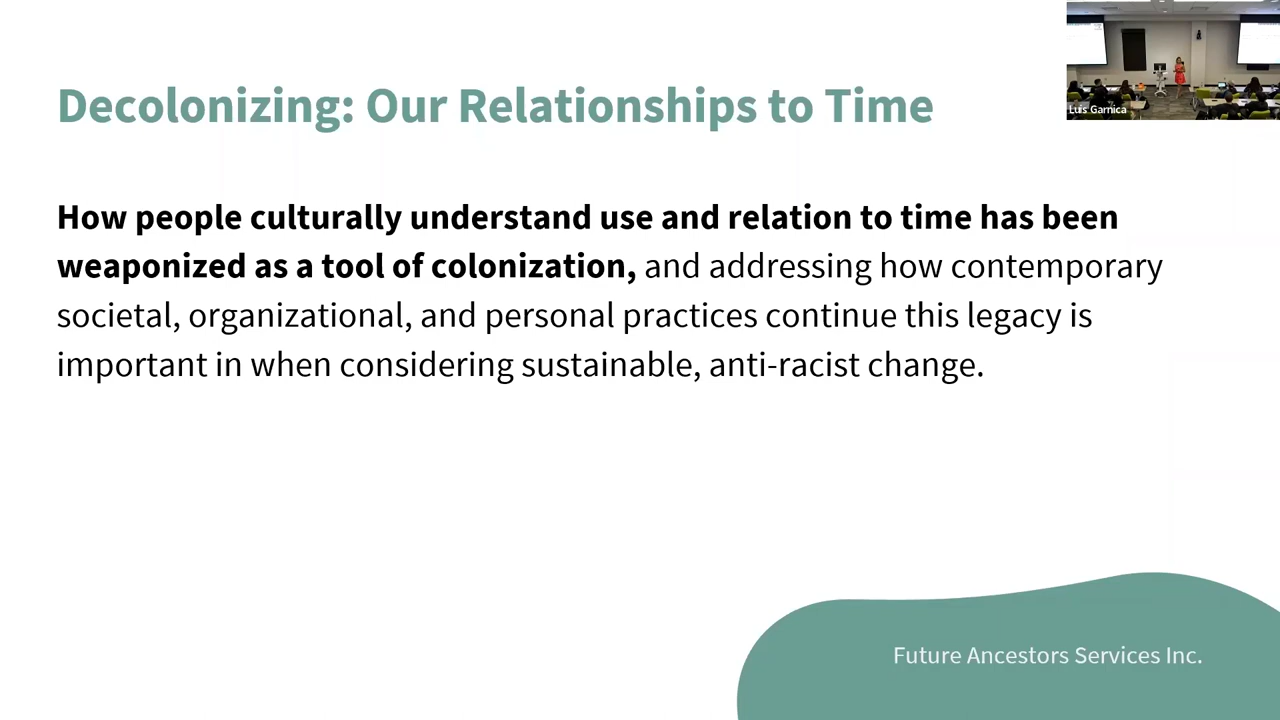 Decolonizing: Our Relationships to Time
Luis Garnica
How people culturally understand use and relation to time has been
weaponized as a tool of colonization, and addressing how contemporary
societal, organizational, and personal practices continue this legacy is
important in when considering sustainable, anti-racist change.
Future Ancestors Services Inc.